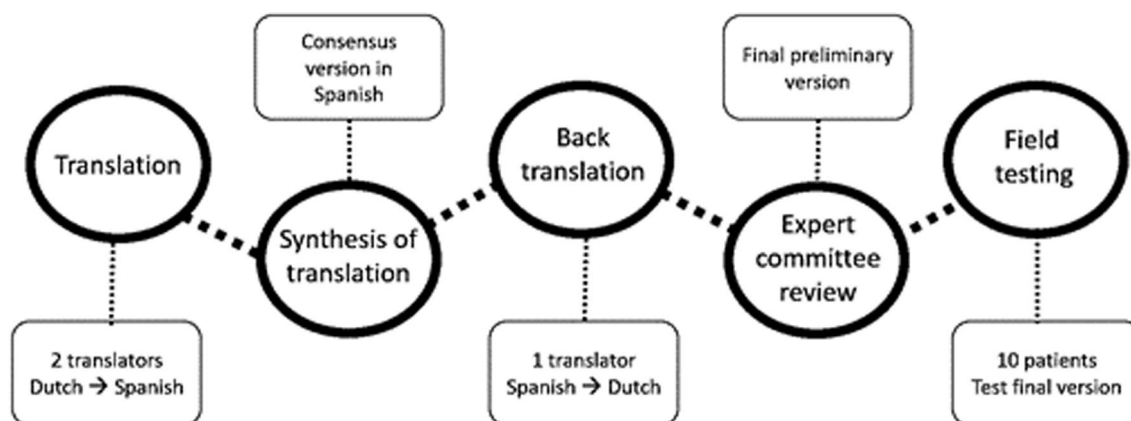 Consensus
version in
Spanish
Final preliminary
version
Translation
Synthesis of
translation
Back
translation
Expert
committee
review
Field
testing
2 translators
Dutch → Spanish
1 translator
Spanish → Dutch
10 patients
Test final version